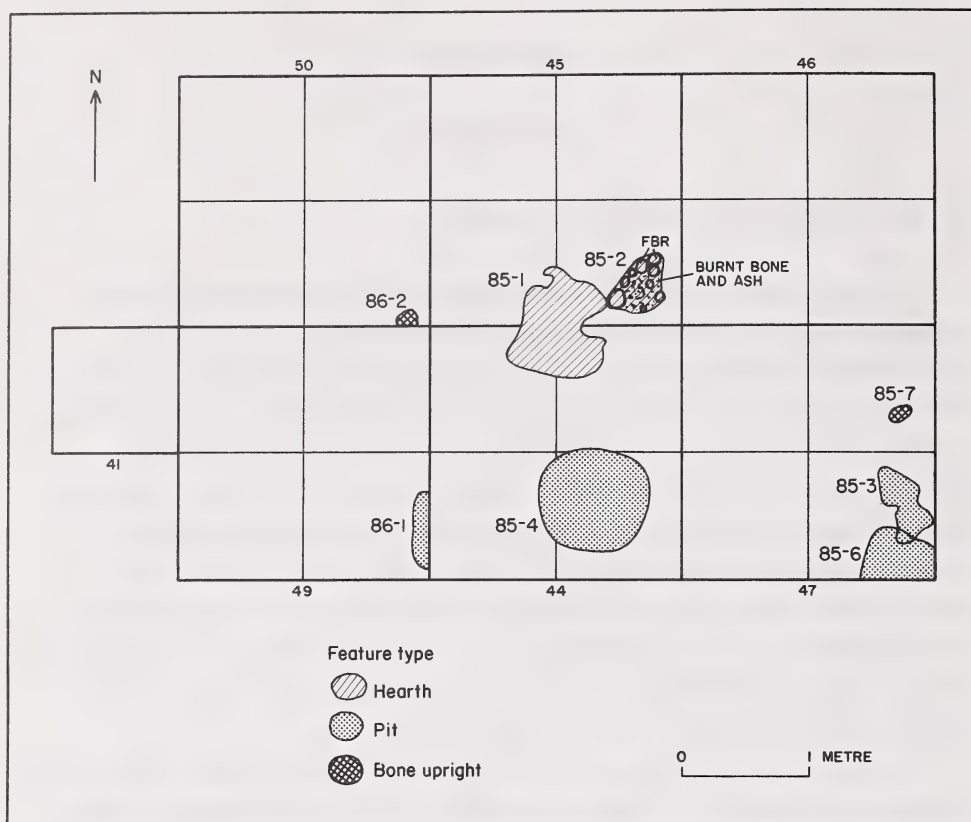 50 45 46
N
FBR
85-2
BURNT BONE
AND ASH
85-1
86-2
85-7
41
85-3
86-1 85-4
85-6
49 44 47
Feature type
Hearth
Pit
Bone upright
0 1 METRE